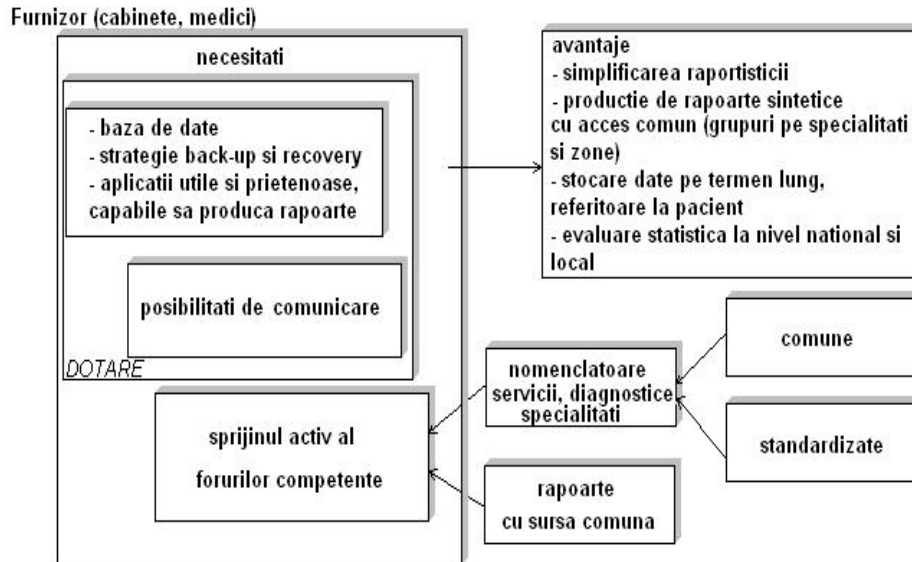 Furnizor (cabinete, medici)
necesitati
- baza de date
- strategie back-up si recovery
- aplicatii utile si prietenoase,
capabile sa produca rapoarte
posibilitati de comunicare
DOTARE
sprijinul activ al
forurilor competente
avantaje
- simplificarea raportisticii
- productie de rapoarte sintetice
cu acces comun (grupuri pe specialitati
si zone)
- stocare date pe termen lung,
referitoare la pacient
- evaluare statistica la nivel national si
local
nomenclatoare
servicii, diagnostice
specialitati
rapoarte
cu sursa comuna
comune
standardizate